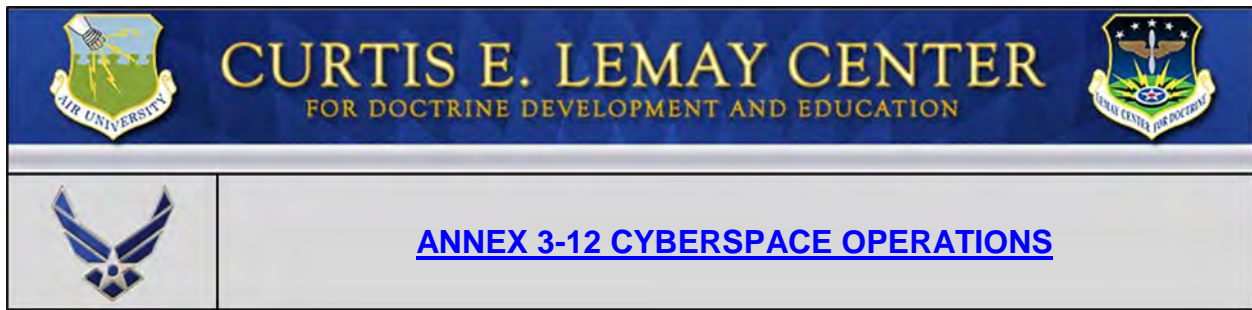 CURTIS E. LEMAY CENTER
FOR DOCTRINE DEVELOPMENT AND EDUCATION
AIR UNIVERSITY
LEMAY CENTER FOR DOCTRINE
ANNEX 3-12 CYBERSPACE OPERATIONS